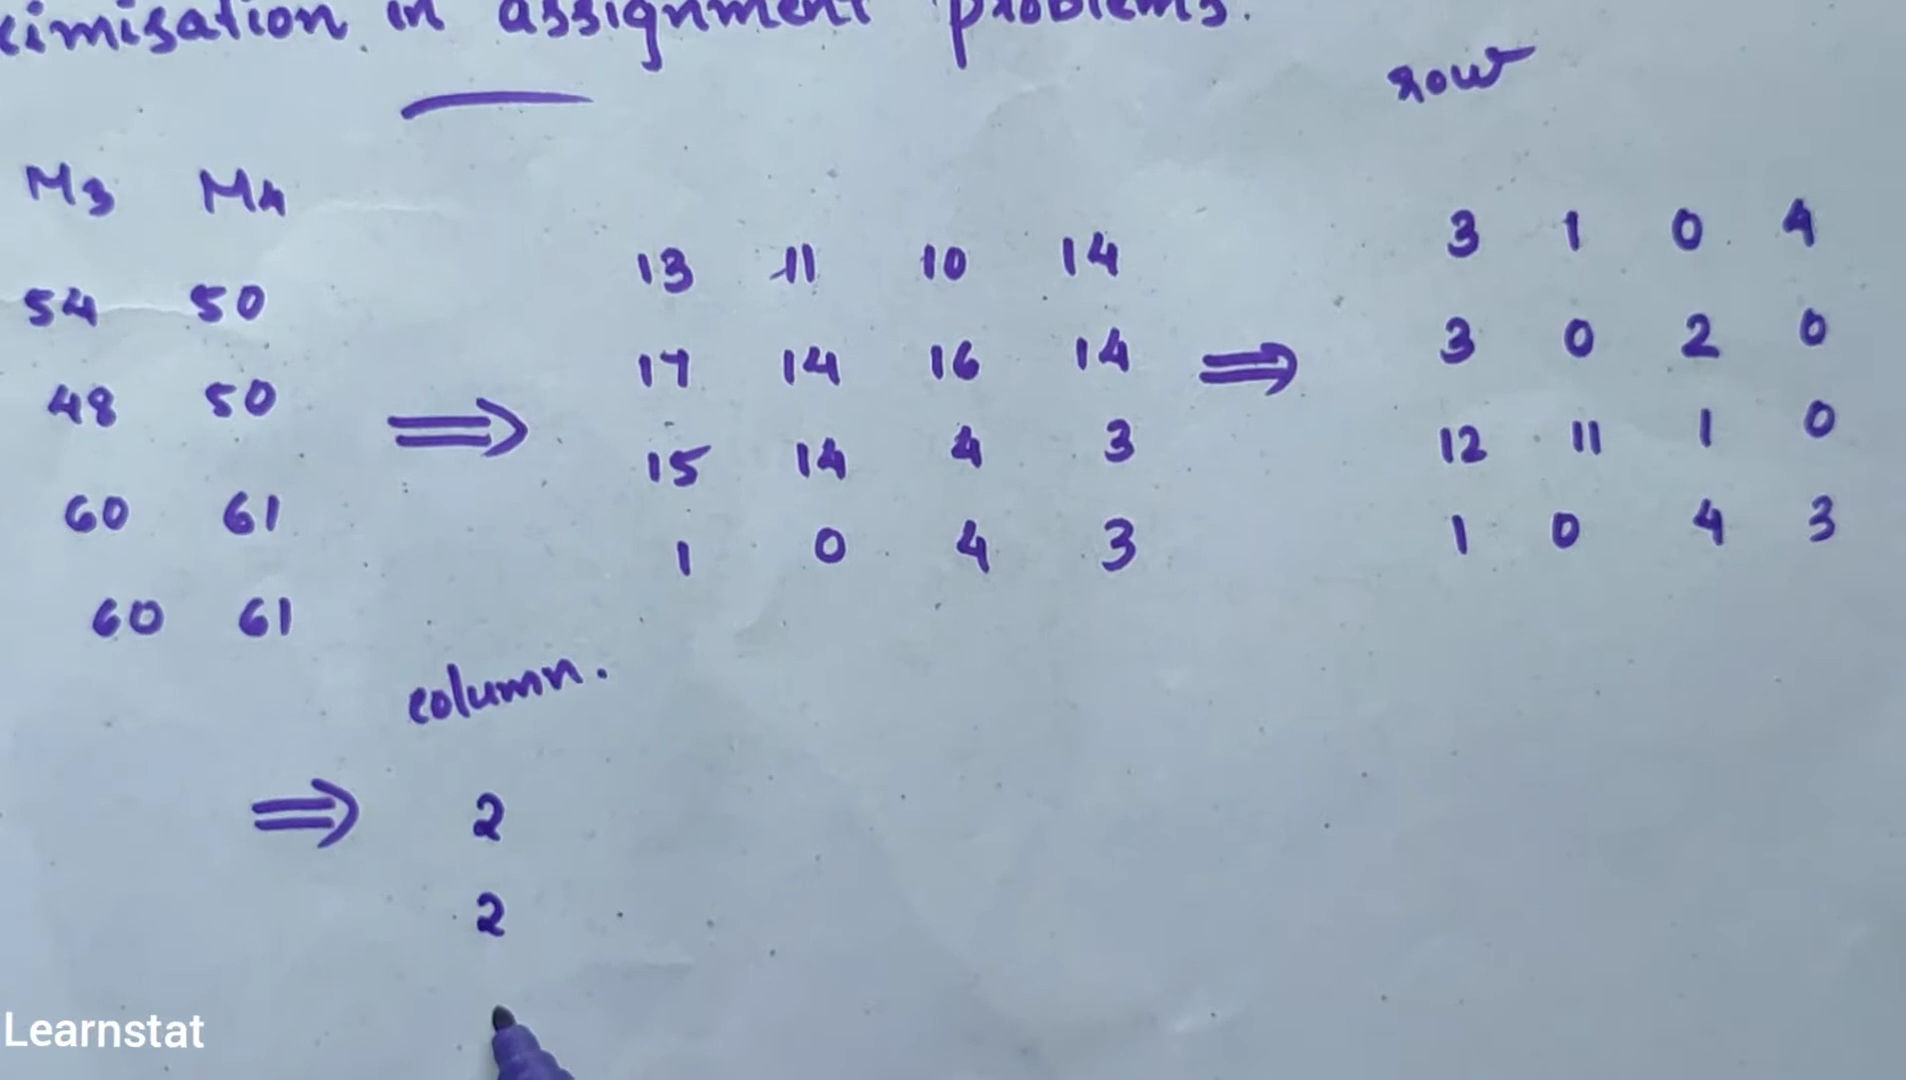 in assignment problems.
row
M3 M4
54 50
48 50
60 61
60 61
⇒
13 11 10 14
17 14 16 14
15 14 4 3
1 0 4 3
⇒
3 1 0 4
3 0 2 0
12 11 1 0
1 0 4 3
column.
⇒ 2
2
Learnstat